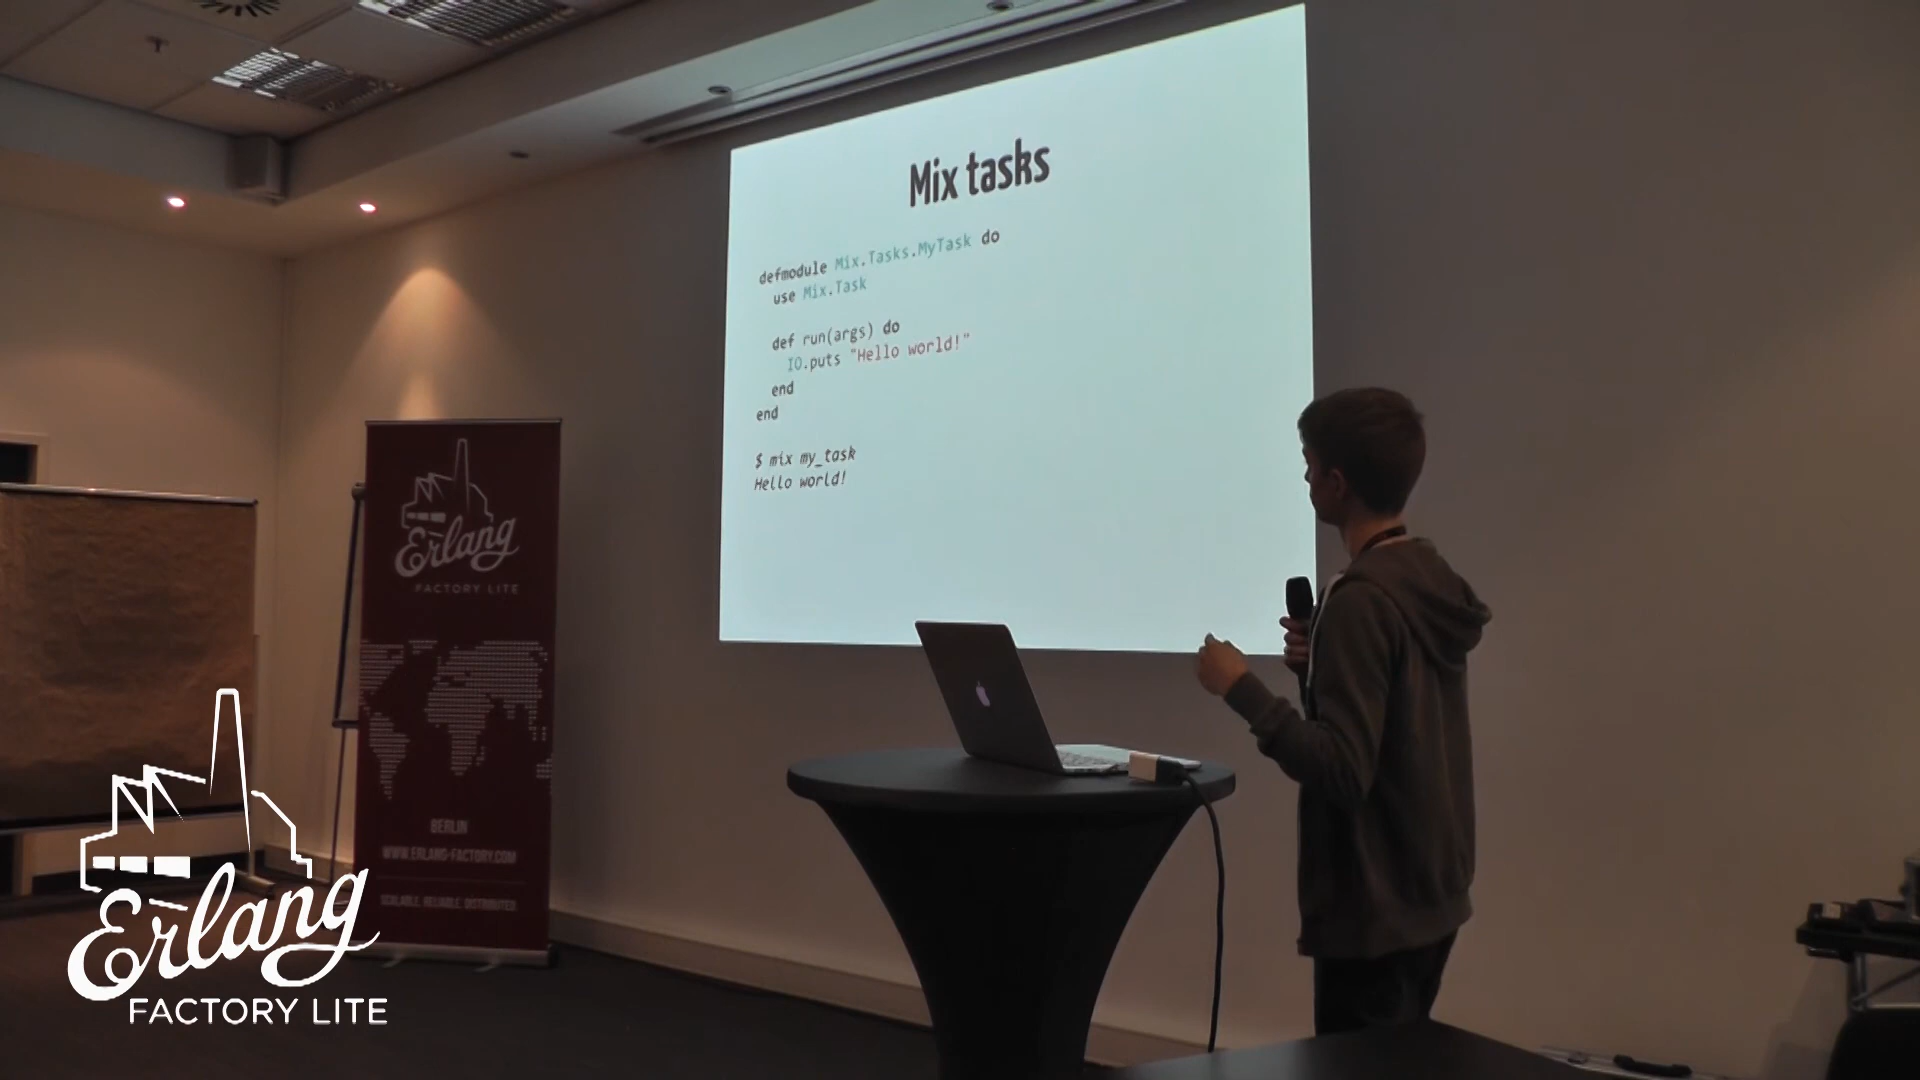 Mix tasks
defmodule Mix.Tasks.MyTask do
use Mix.Task
def run(args) do
IO.puts "Hello world!"
end
end
$ mix my_task
Hello world!
Erlang
FACTORY LITE
BERLIN
WWW.ERLANG-FACTORY.COM
SCALABLE. RELIABLE. DISTRIBUTED.
Erlang
FACTORY LITE